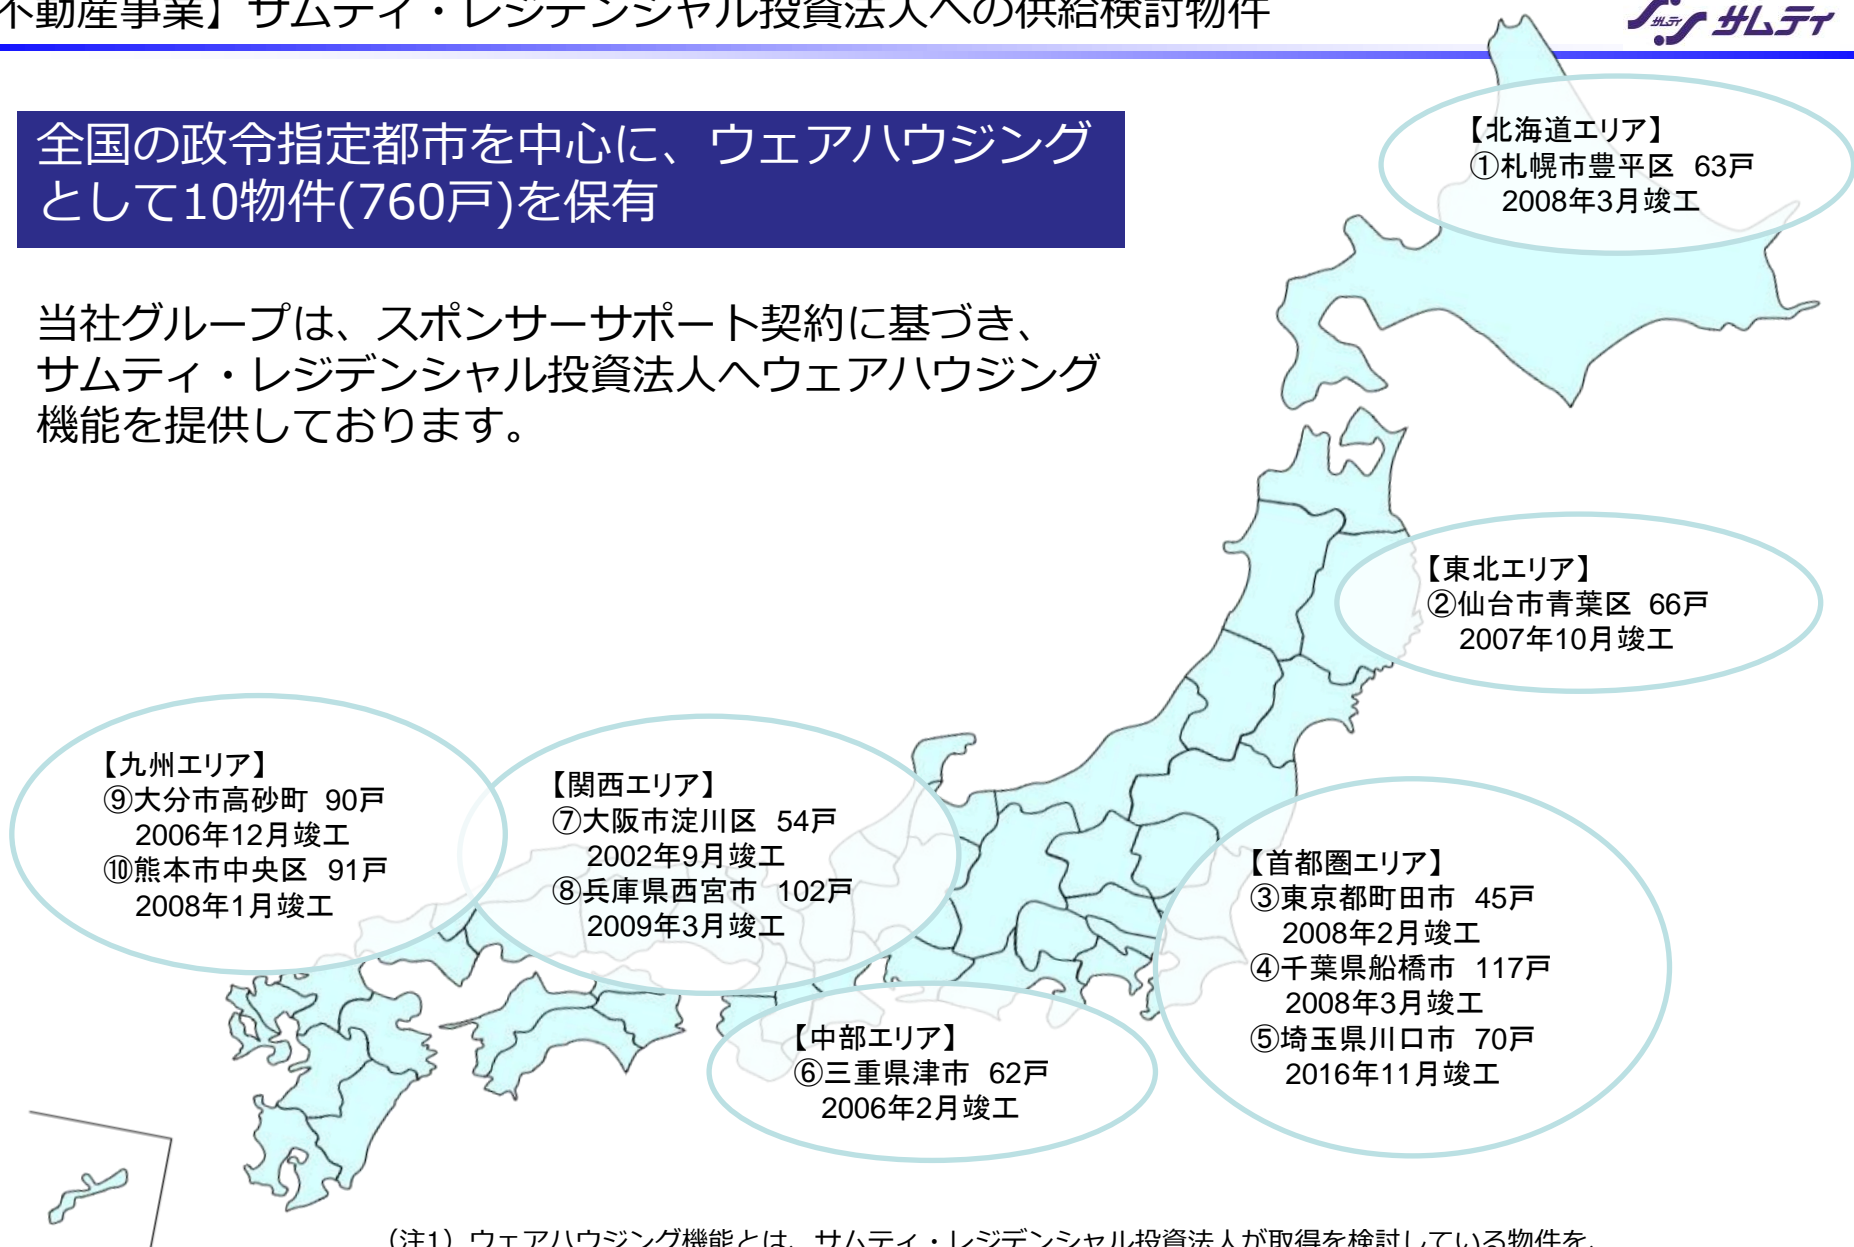 不動産事業】サムティ・レジデンシャル投資法人への供給検討物件
サムティ サムティ
全国の政令指定都市を中心に、ウェアハウジング
として10物件(760戸)を保有
当社グループは、スポンサーサポート契約に基づき、
サムティ・レジデンシャル投資法人へウェアハウジング
機能を提供しております。
【北海道エリア】
①札幌市豊平区 63戸
2008年3月竣工
【東北エリア】
②仙台市青葉区 66戸
2007年10月竣工
【九州エリア】
⑨大分市高砂町 90戸
2006年12月竣工
⑩熊本市中央区 91戸
2008年1月竣工
【関西エリア】
⑦大阪市淀川区 54戸
2002年9月竣工
⑧兵庫県西宮市 102戸
2009年3月竣工
【首都圏エリア】
③東京都町田市 45戸
2008年2月竣工
④千葉県船橋市 117戸
2008年3月竣工
⑤埼玉県川口市 70戸
2016年11月竣工
【中部エリア】
⑥三重県津市 62戸
2006年2月竣工
(注1) ウェアハウジング機能とは、サムティ・レジデンシャル投資法人が取得を検討している物件を、